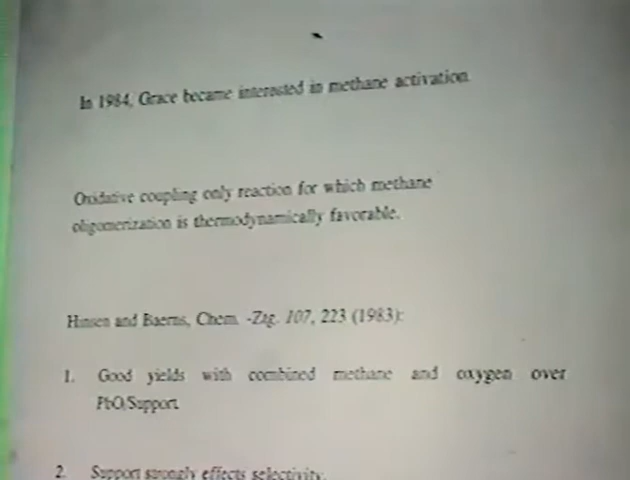 In 1984, Grace became interested in methane activation.
Oxidative coupling only reaction for which methane
oligomerization is thermodynamically favorable.
Hinsen and Baerns, Chem. -Ztg. 107, 223 (1983):
1. Good yields with combined methane and oxygen over
PbO/Support.
2. Support strongly effects selectivity.